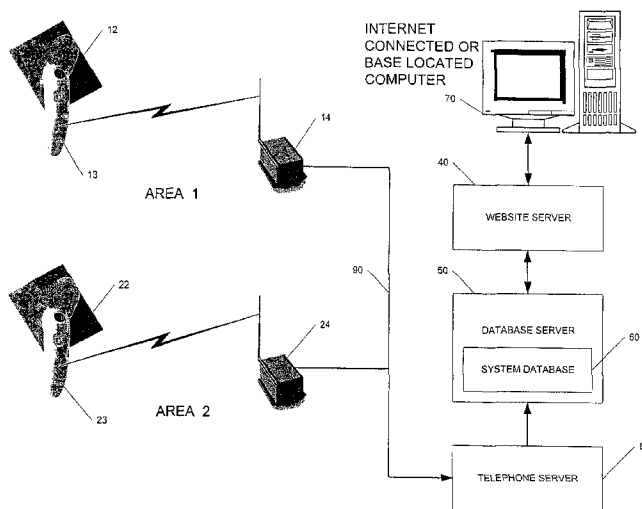 12
13
AREA 1
14
22
23
AREA 2
24
90
INTERNET
CONNECTED OR
BASE LOCATED
COMPUTER
70
40
WEBSITE SERVER
50
DATABASE SERVER
60
SYSTEM DATABASE
TELEPHONE SERVER